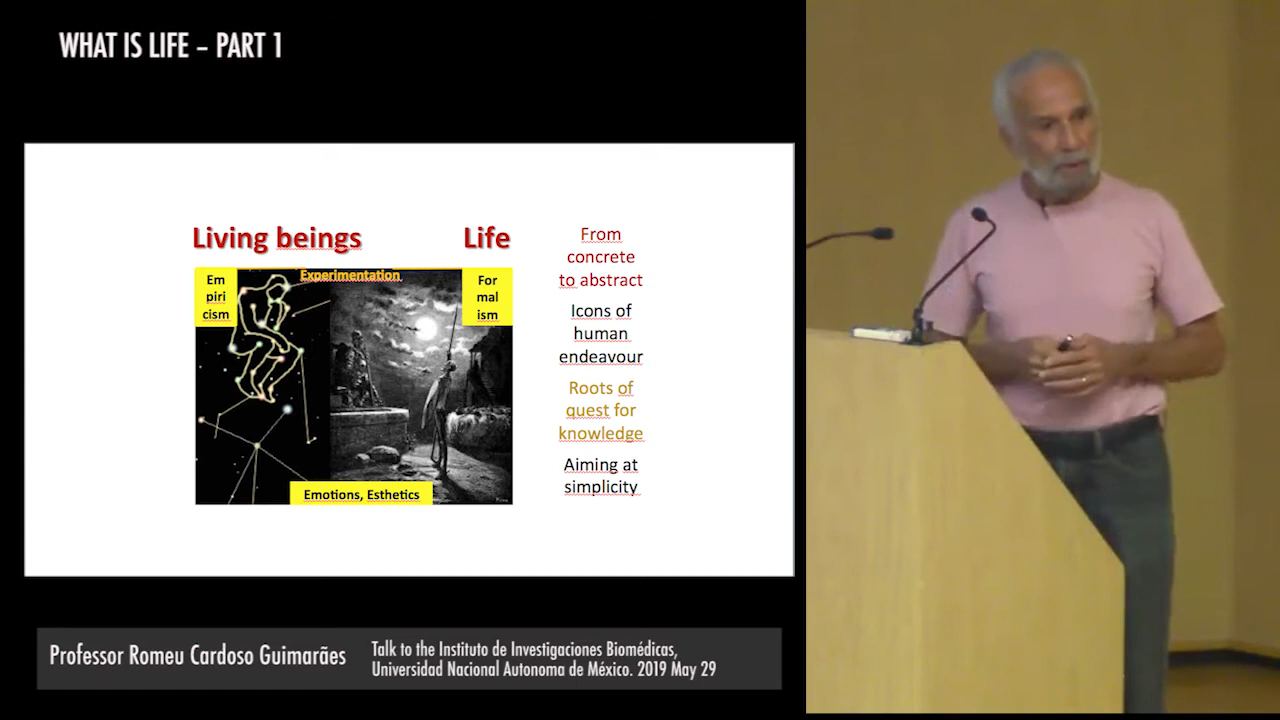 WHAT IS LIFE – PART 1
Living beings
Life
Em
piri
cism
Experimentation
For
mal
ism
Emotions, Esthetics
From
concrete
to abstract
Icons of
human
endeavour
Roots of
quest for
knowledge
Aiming at
simplicity
Professor Romeu Cardoso Guimarães
Talk to the Instituto de Investigaciones Biomédicas,
Universidad Nacional Autonoma de México. 2019 May 29